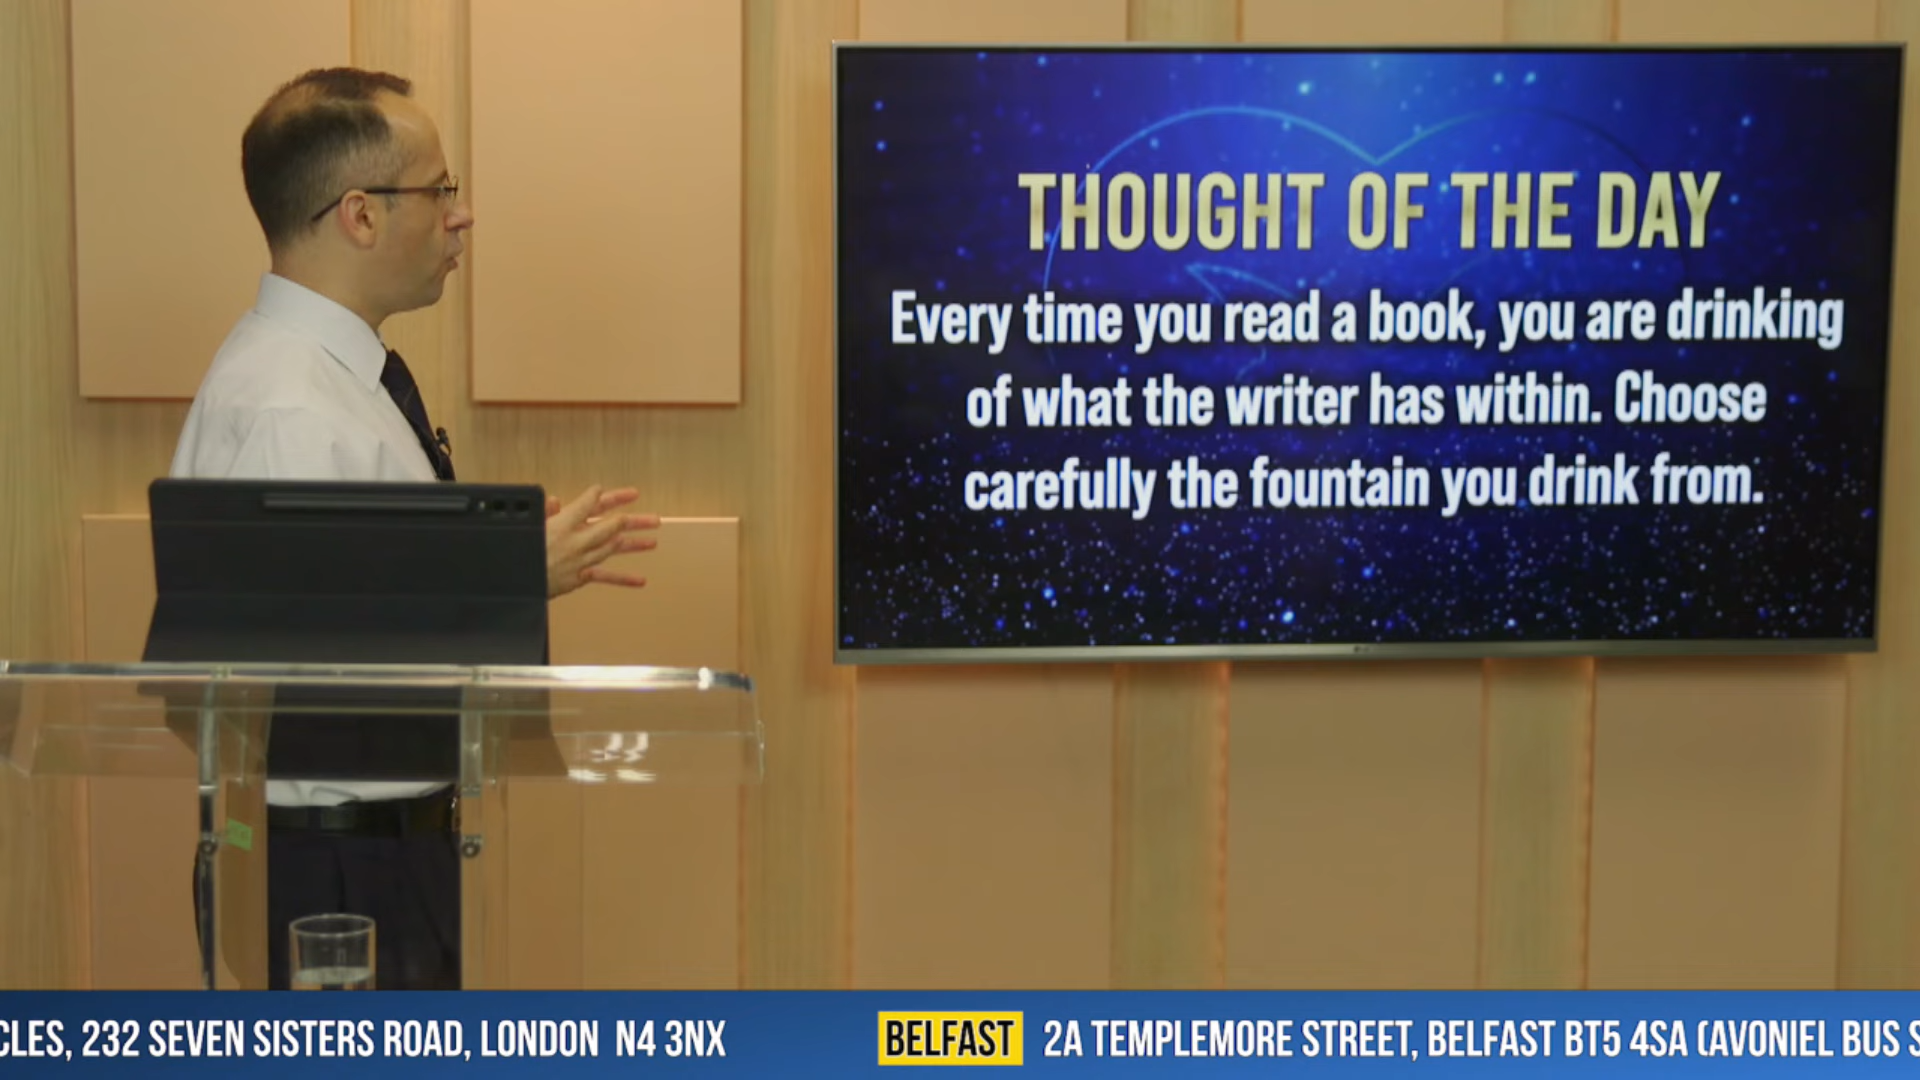 THOUGHT OF THE DAY
Every time you read a book, you are drinking
of what the writer has within. Choose
carefully the fountain you drink from.
CLES, 232 SEVEN SISTERS ROAD, LONDON N4 3NX
BELFAST
2A TEMPLEMORE STREET, BELFAST BT5 4SA (AVONIEL BUS S